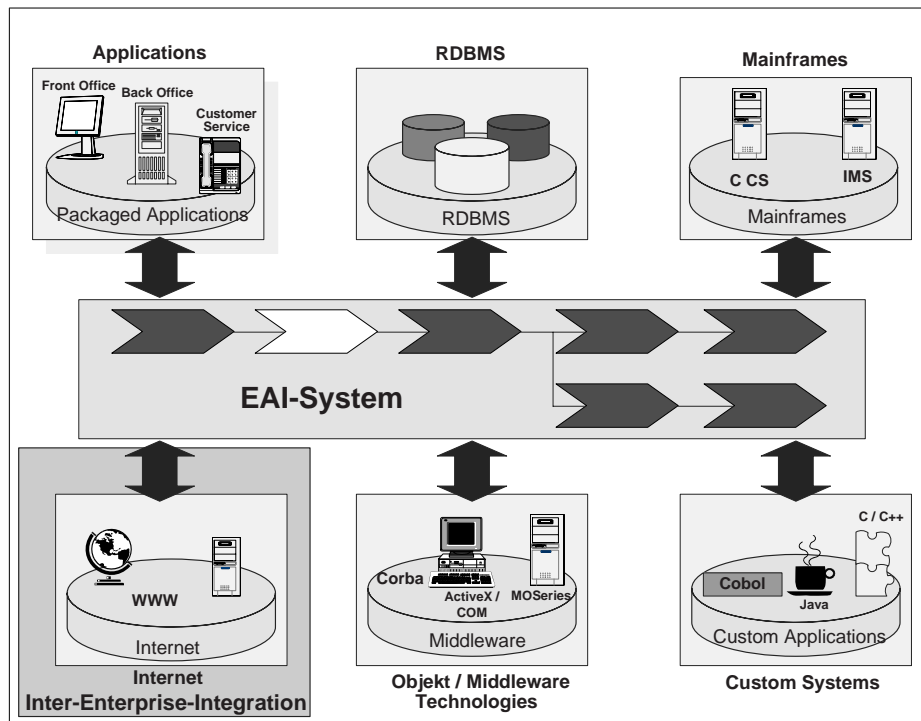 Applications
RDBMS
Mainframes
Front Office
Back Office
Customer
Service
Packaged Applications
RDBMS
C CS
IMS
Mainframes
EAI-System
WWW
Internet
Internet
Inter-Enterprise-Integration
Corba
ActiveX /
COM
MOSeries
Middleware
Objekt / Middleware
Technologies
C / C++
Cobol
Java
Custom Applications
Custom Systems